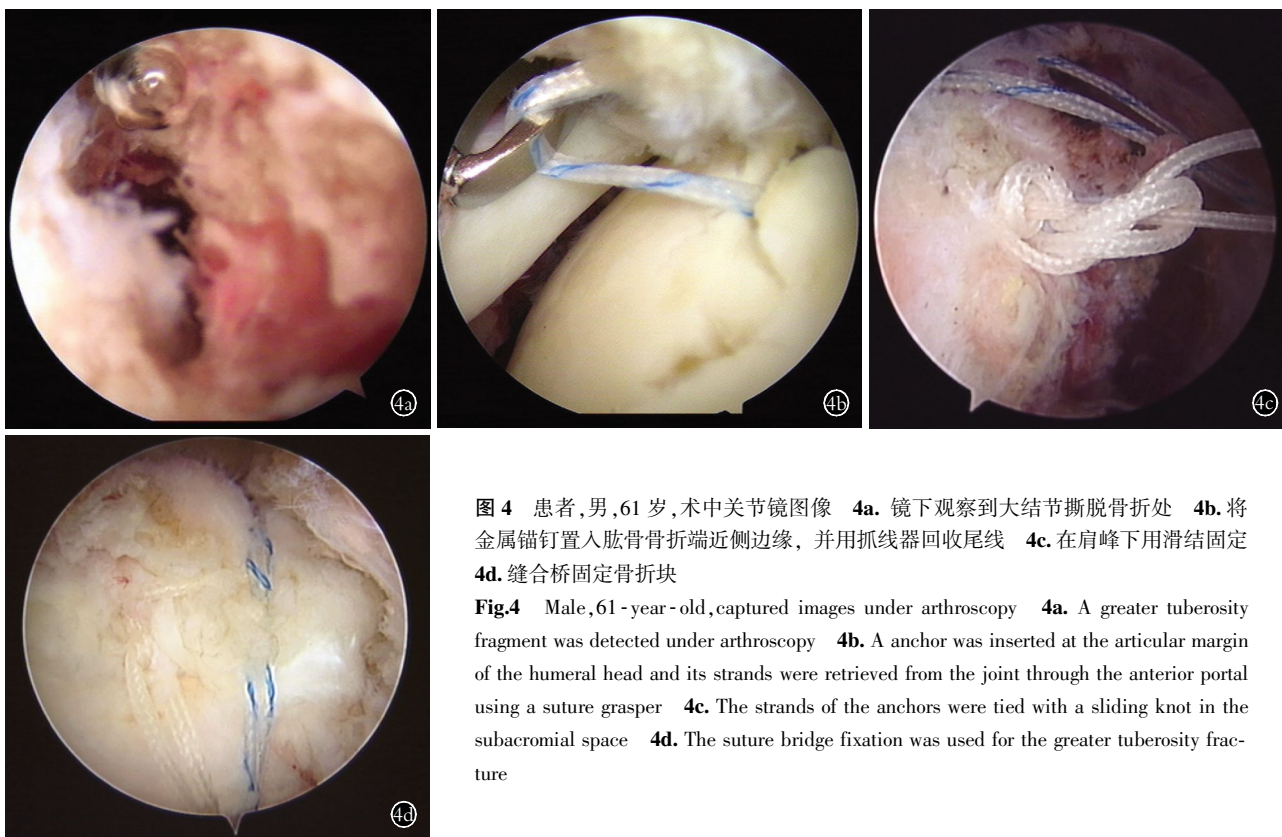 4a
4b
4c
4d
图 4 患者,男,61 岁,术中关节镜图像 4a. 镜下观察到大结节撕脱骨折处 4b. 将
金属锚钉置入肱骨骨折端近侧边缘, 并用抓线器回收尾线 4c. 在肩峰下用滑结固定
4d. 缝合桥固定骨折块
Fig.4 Male,61-year-old,captured images under arthroscopy 4a. A greater tuberosity
fragment was detected under arthroscopy 4b. A anchor was inserted at the articular margin
of the humeral head and its strands were retrieved from the joint through the anterior portal
using a suture grasper 4c. The strands of the anchors were tied with a sliding knot in the
subacromial space 4d. The suture bridge fixation was used for the greater tuberosity frac-
ture